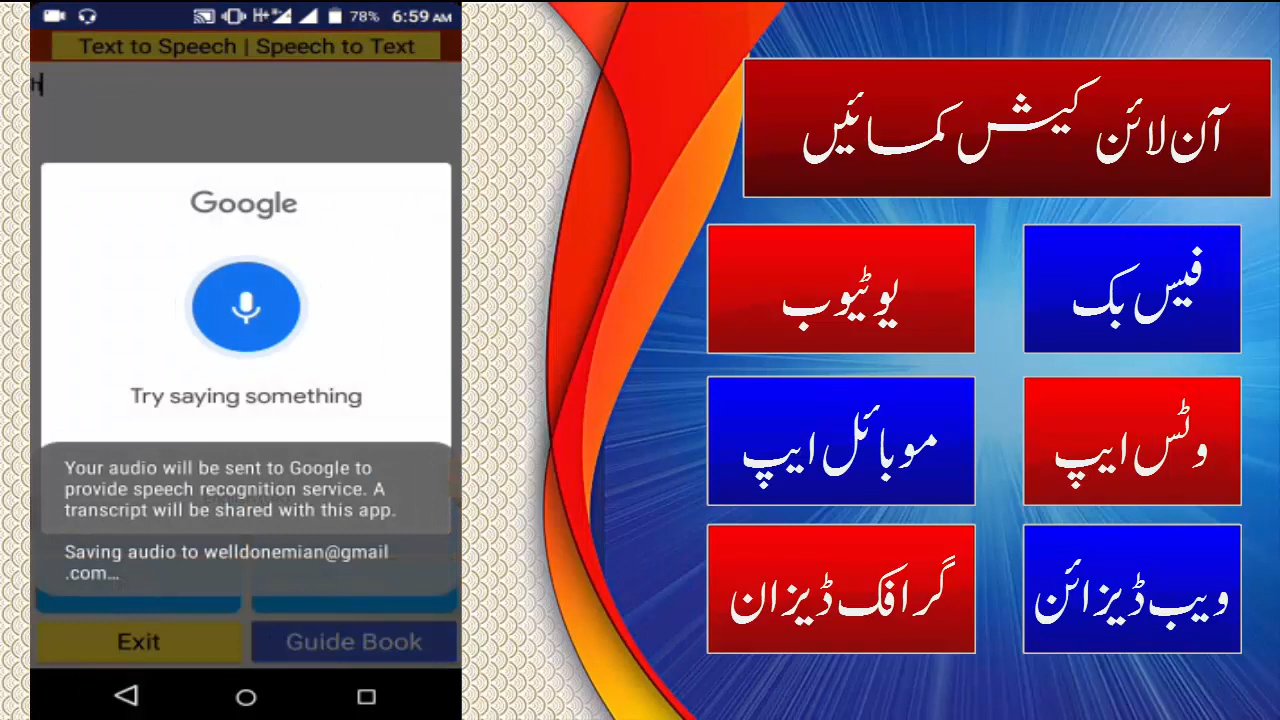 78% 6:59 AM
Text to Speech | Speech to Text
H
Google
Try saying something
Your audio will be sent to Google to
provide speech recognition service. A
transcript will be shared with this app.
Saving audio to welldonemian@gmail
.com...
Exit Guide Book
آن لائن کیش کمائیں
فیس بک یوٹیوب
وٹس ایپ موبائل ایپ
ویب ڈیزائن گرافک ڈیزان